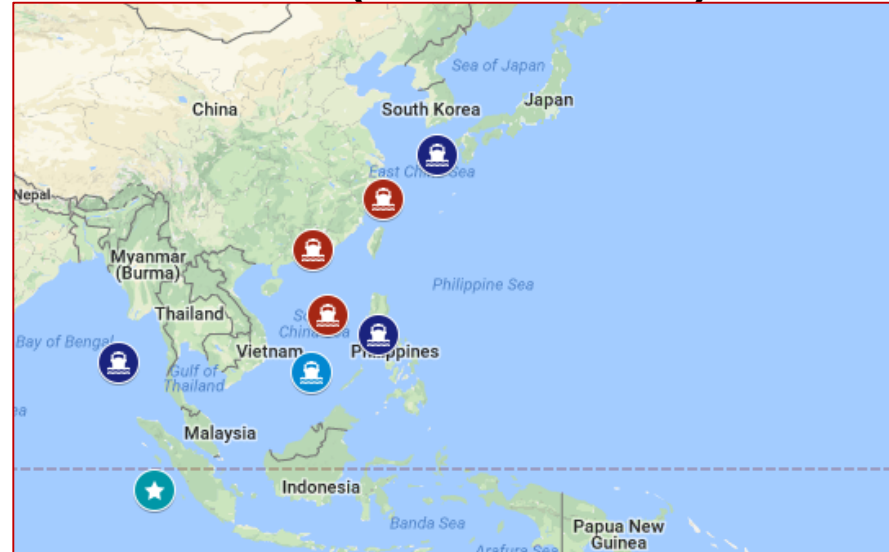 Sea of Japan
China
South Korea
Japan
East China Sea
Nepal
Myanmar
(Burma)
Philippine Sea
Thailand
China
Bay of Bengal
Vietnam
Philippines
Gulf of
Thailand
Malaysia
Indonesia
Banda Sea
Papua New
Guinea
Arafura Sea